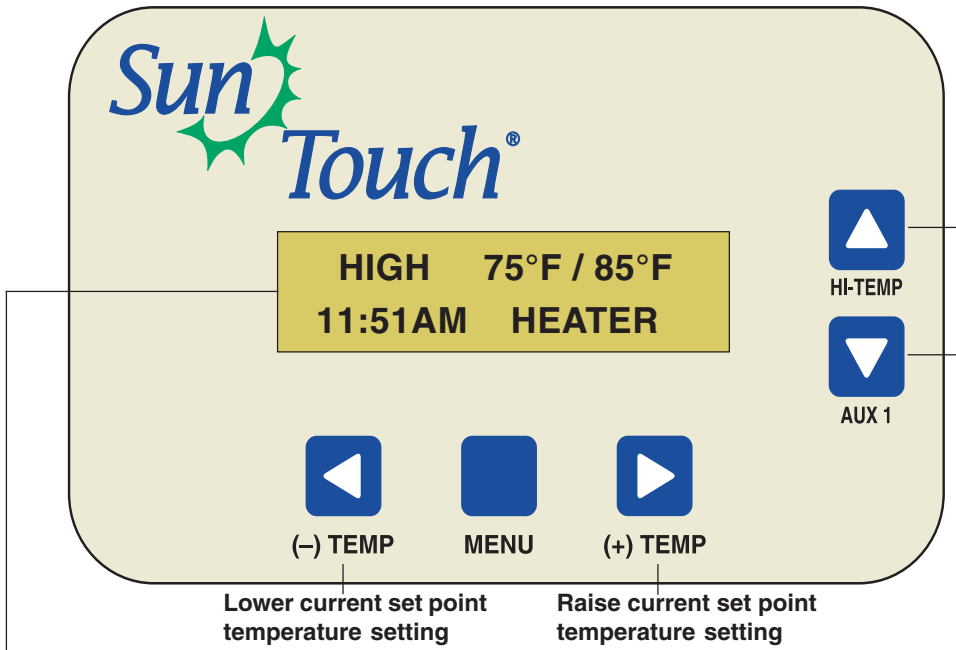 Sun
Touch®
HIGH 75°F / 85°F
11:51AM HEATER
HI-TEMP
AUX 1
(–) TEMP MENU (+) TEMP
Lower current set point
temperature setting
Raise current set point
temperature setting